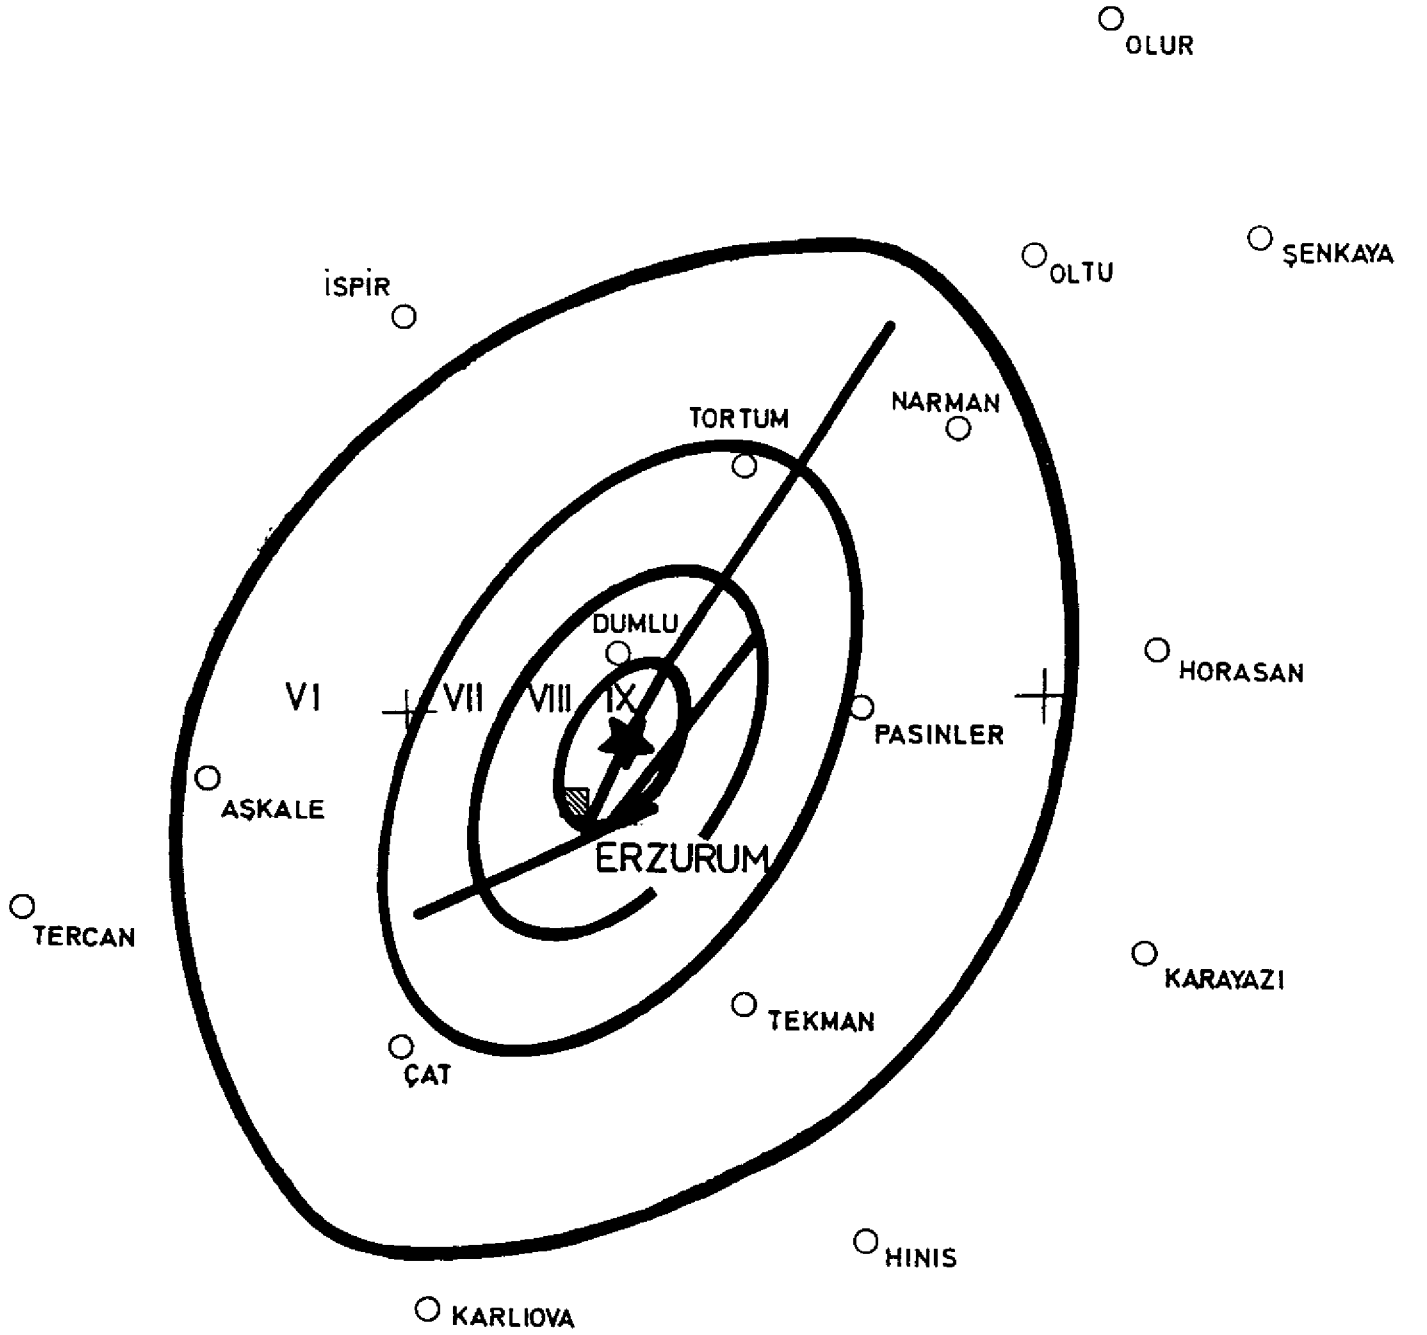 OLUR
ŞENKAYA
OLTU
İSPİR
NARMAN
TORTUM
DUMLU
HORASAN
VI VII VIII IX
PASINLER
AŞKALE
ERZURUM
TERCAN
KARAYAZI
TEKMAN
ÇAT
HINIS
KARLIOVA